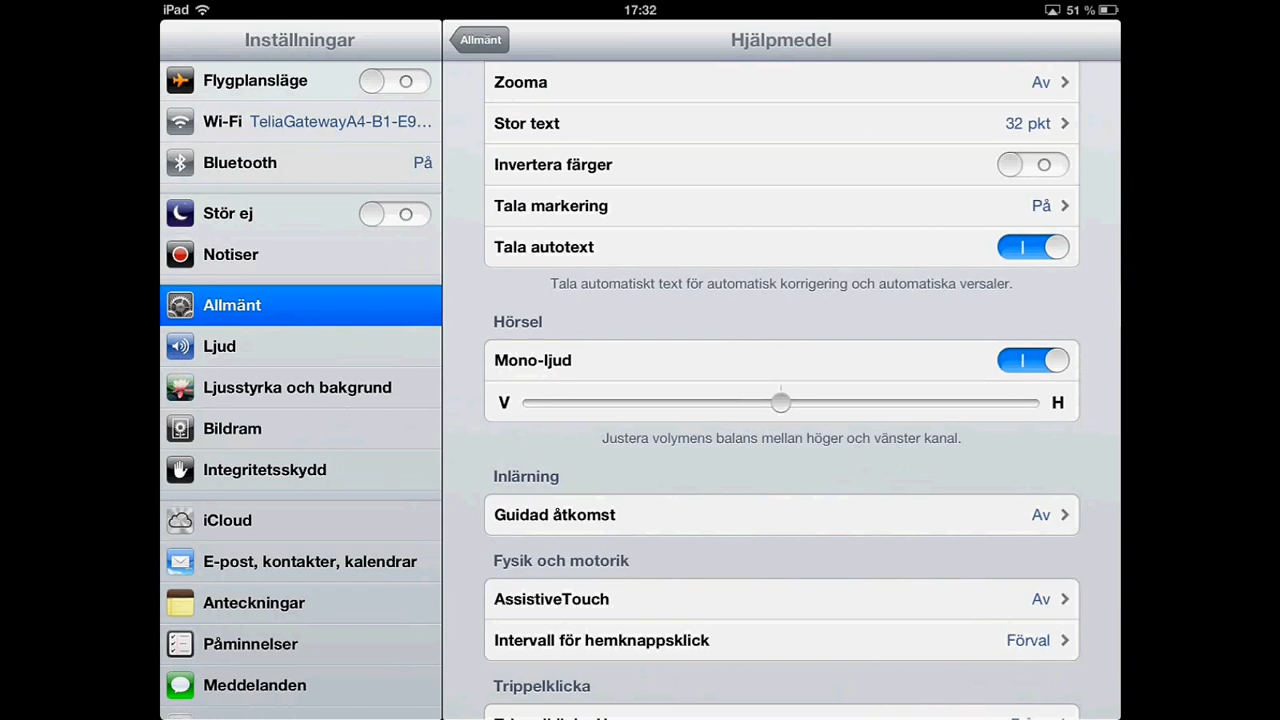 iPad 17:32 51 %
Inställningar
Flygplansläge
Wi-Fi TeliaGatewayA4-B1-E9...
Bluetooth På
Stör ej
Notiser
Allmänt
Ljud
Ljusstyrka och bakgrund
Bildram
Integritetsskydd
iCloud
E-post, kontakter, kalendrar
Anteckningar
Påminnelser
Meddelanden
Allmänt Hjälpmedel
Zooma Av
Stor text 32 pkt
Invertera färger
Tala markering På
Tala autotext
Tala automatiskt text för automatisk korrigering och automatiska versaler.
Hörsel
Mono-ljud
V H
Justera volymens balans mellan höger och vänster kanal.
Inlärning
Guidad åtkomst Av
Fysik och motorik
AssistiveTouch Av
Intervall för hemknappsklick Förval
Trippelklicka